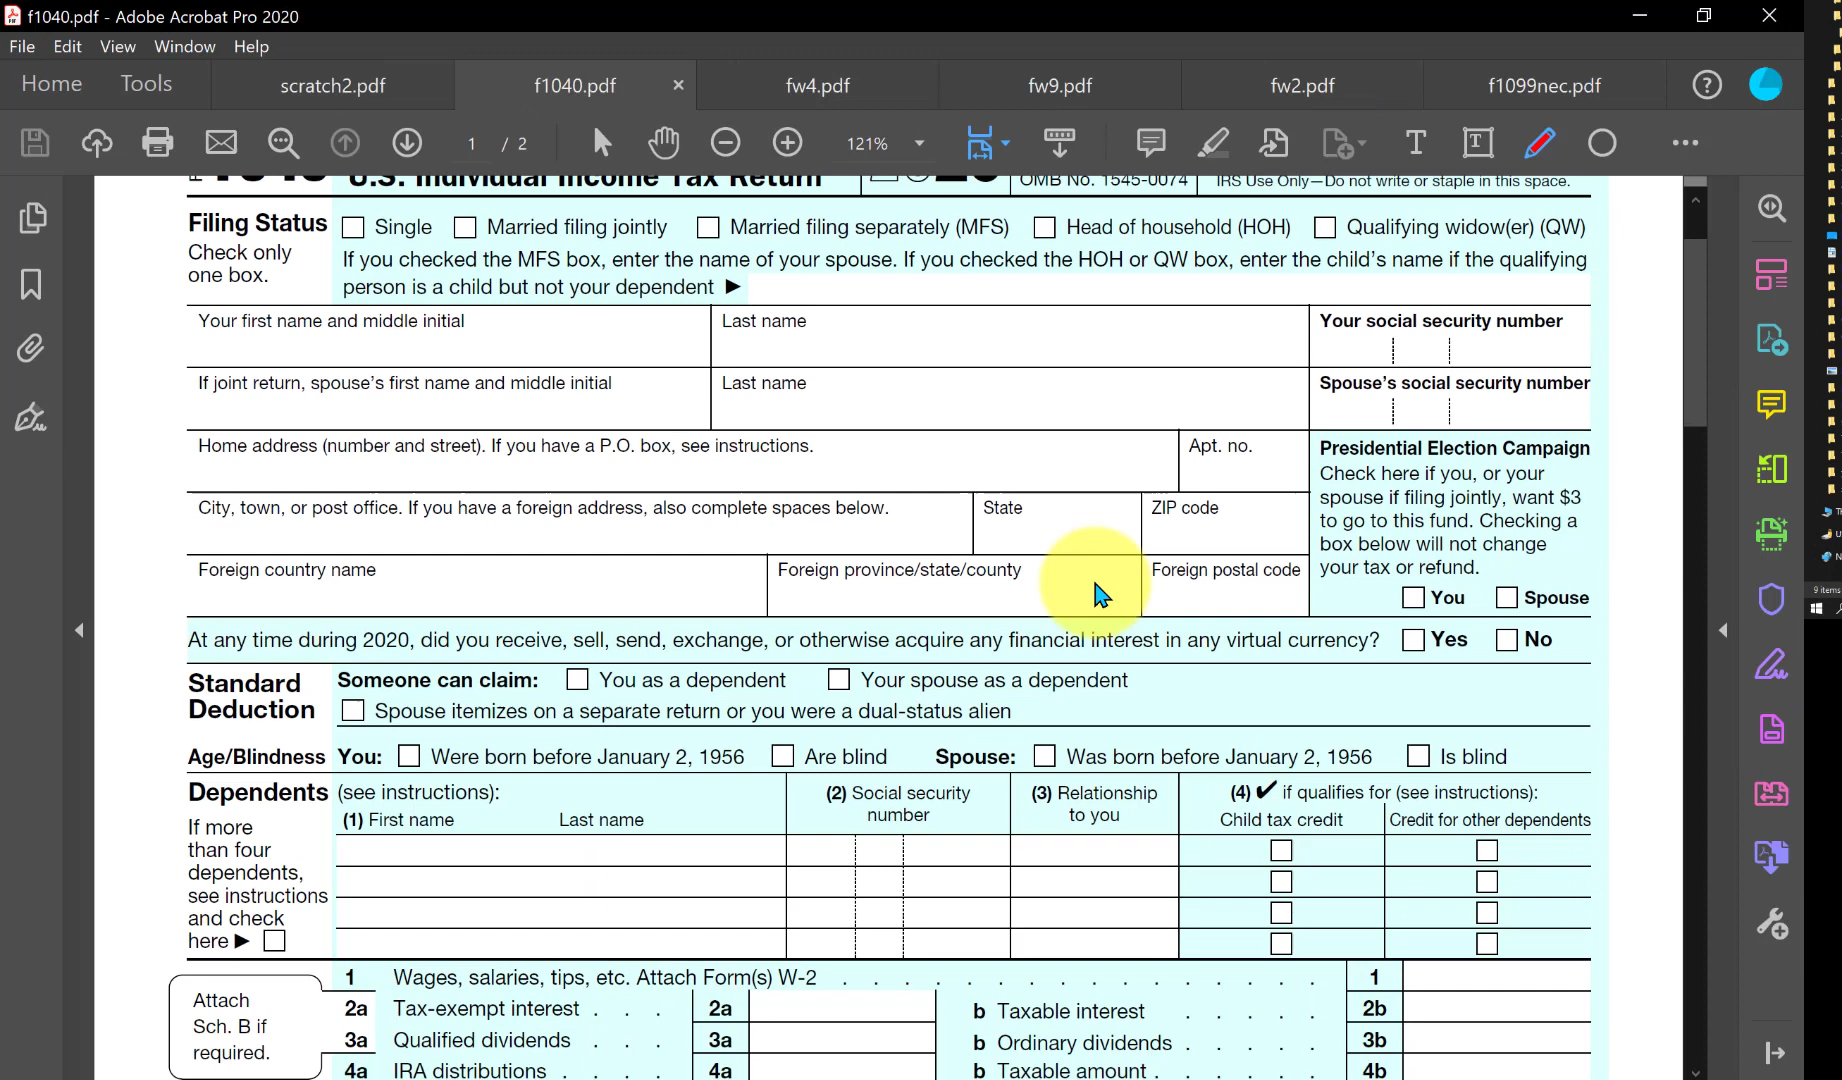 f1040.pdf - Adobe Acrobat Pro 2020
File Edit View Window Help
Home Tools scratch2.pdf f1040.pdf × fw4.pdf fw9.pdf fw2.pdf f1099nec.pdf
1 / 2 121%
1040 U.S. Individual Income Tax Return OMB No. 1545-0074 IRS Use Only—Do not write or staple in this space.
Filing Status Single Married filing jointly Married filing separately (MFS) Head of household (HOH) Qualifying widow(er) (QW)
Check only
one box.
If you checked the MFS box, enter the name of your spouse. If you checked the HOH or QW box, enter the child's name if the qualifying
person is a child but not your dependent ▶
Your first name and middle initial Last name Your social security number
If joint return, spouse's first name and middle initial Last name Spouse's social security number
Home address (number and street). If you have a P.O. box, see instructions. Apt. no.
City, town, or post office. If you have a foreign address, also complete spaces below. State ZIP code
Foreign country name Foreign province/state/county Foreign postal code
Presidential Election Campaign
Check here if you, or your
spouse if filing jointly, want $3
to go to this fund. Checking a
box below will not change
your tax or refund.
You Spouse
At any time during 2020, did you receive, sell, send, exchange, or otherwise acquire any financial interest in any virtual currency? Yes No
Standard
Deduction
Someone can claim: You as a dependent Your spouse as a dependent
Spouse itemizes on a separate return or you were a dual-status alien
Age/Blindness You: Were born before January 2, 1956 Are blind Spouse: Was born before January 2, 1956 Is blind
Dependents (see instructions):
(1) First name Last name
(2) Social security
number
(3) Relationship
to you
(4) ✔ if qualifies for (see instructions):
Child tax credit Credit for other dependents
If more
than four
dependents,
see instructions
and check
here ▶
Attach
Sch. B if
required.
1 Wages, salaries, tips, etc. Attach Form(s) W-2 . . . . . . . . . . . . . . . . 1
2a Tax-exempt interest . . . 2a b Taxable interest . . . . . 2b
3a Qualified dividends . . . 3a b Ordinary dividends . . . . . 3b
4a IRA distributions . . . . 4a b Taxable amount . . . . . . 4b
9 items